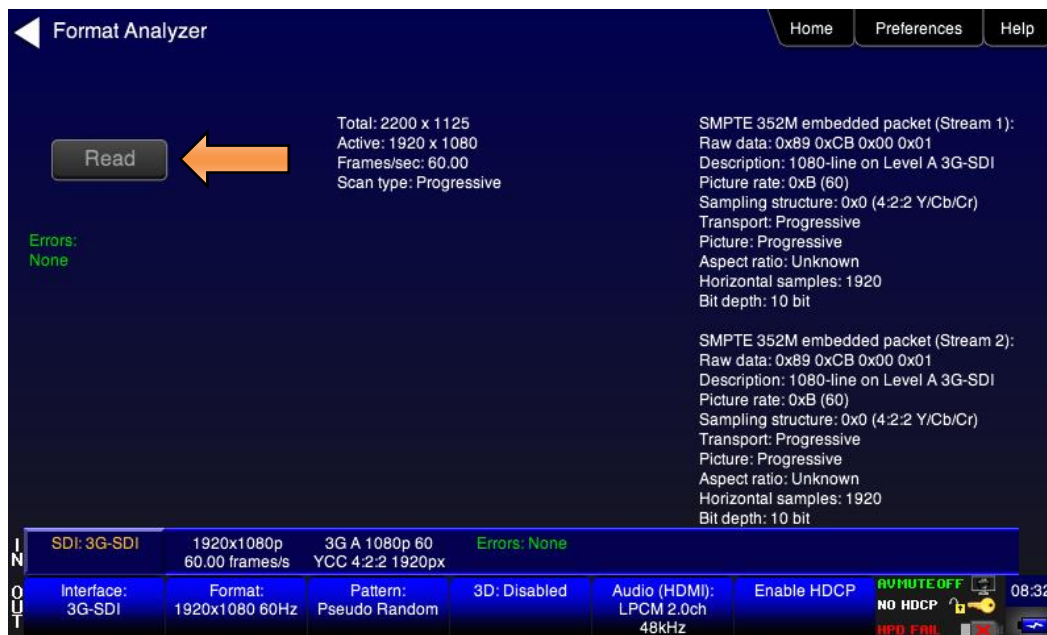 Format Analyzer
Home
Preferences
Help
Read
Total: 2200 x 1125
Active: 1920 x 1080
Frames/sec: 60.00
Scan type: Progressive
Errors:
None
SMPTE 352M embedded packet (Stream 1):
Raw data: 0x89 0xCB 0x00 0x01
Description: 1080-line on Level A 3G-SDI
Picture rate: 0xB (60)
Sampling structure: 0x0 (4:2:2 Y/Cb/Cr)
Transport: Progressive
Picture: Progressive
Aspect ratio: Unknown
Horizontal samples: 1920
Bit depth: 10 bit
SMPTE 352M embedded packet (Stream 2):
Raw data: 0x89 0xCB 0x00 0x01
Description: 1080-line on Level A 3G-SDI
Picture rate: 0xB (60)
Sampling structure: 0x0 (4:2:2 Y/Cb/Cr)
Transport: Progressive
Picture: Progressive
Aspect ratio: Unknown
Horizontal samples: 1920
Bit depth: 10 bit
IN
SDI: 3G-SDI
1920x1080p
60.00 frames/s
3G A 1080p 60
YCC 4:2:2 1920px
Errors: None
OUT
Interface:
3G-SDI
Format:
1920x1080 60Hz
Pattern:
Pseudo Random
3D: Disabled
Audio (HDMI):
LPCM 2.0ch
48kHz
Enable HDCP
AVMUTE OFF
NO HDCP
HPD FAIL
08:32